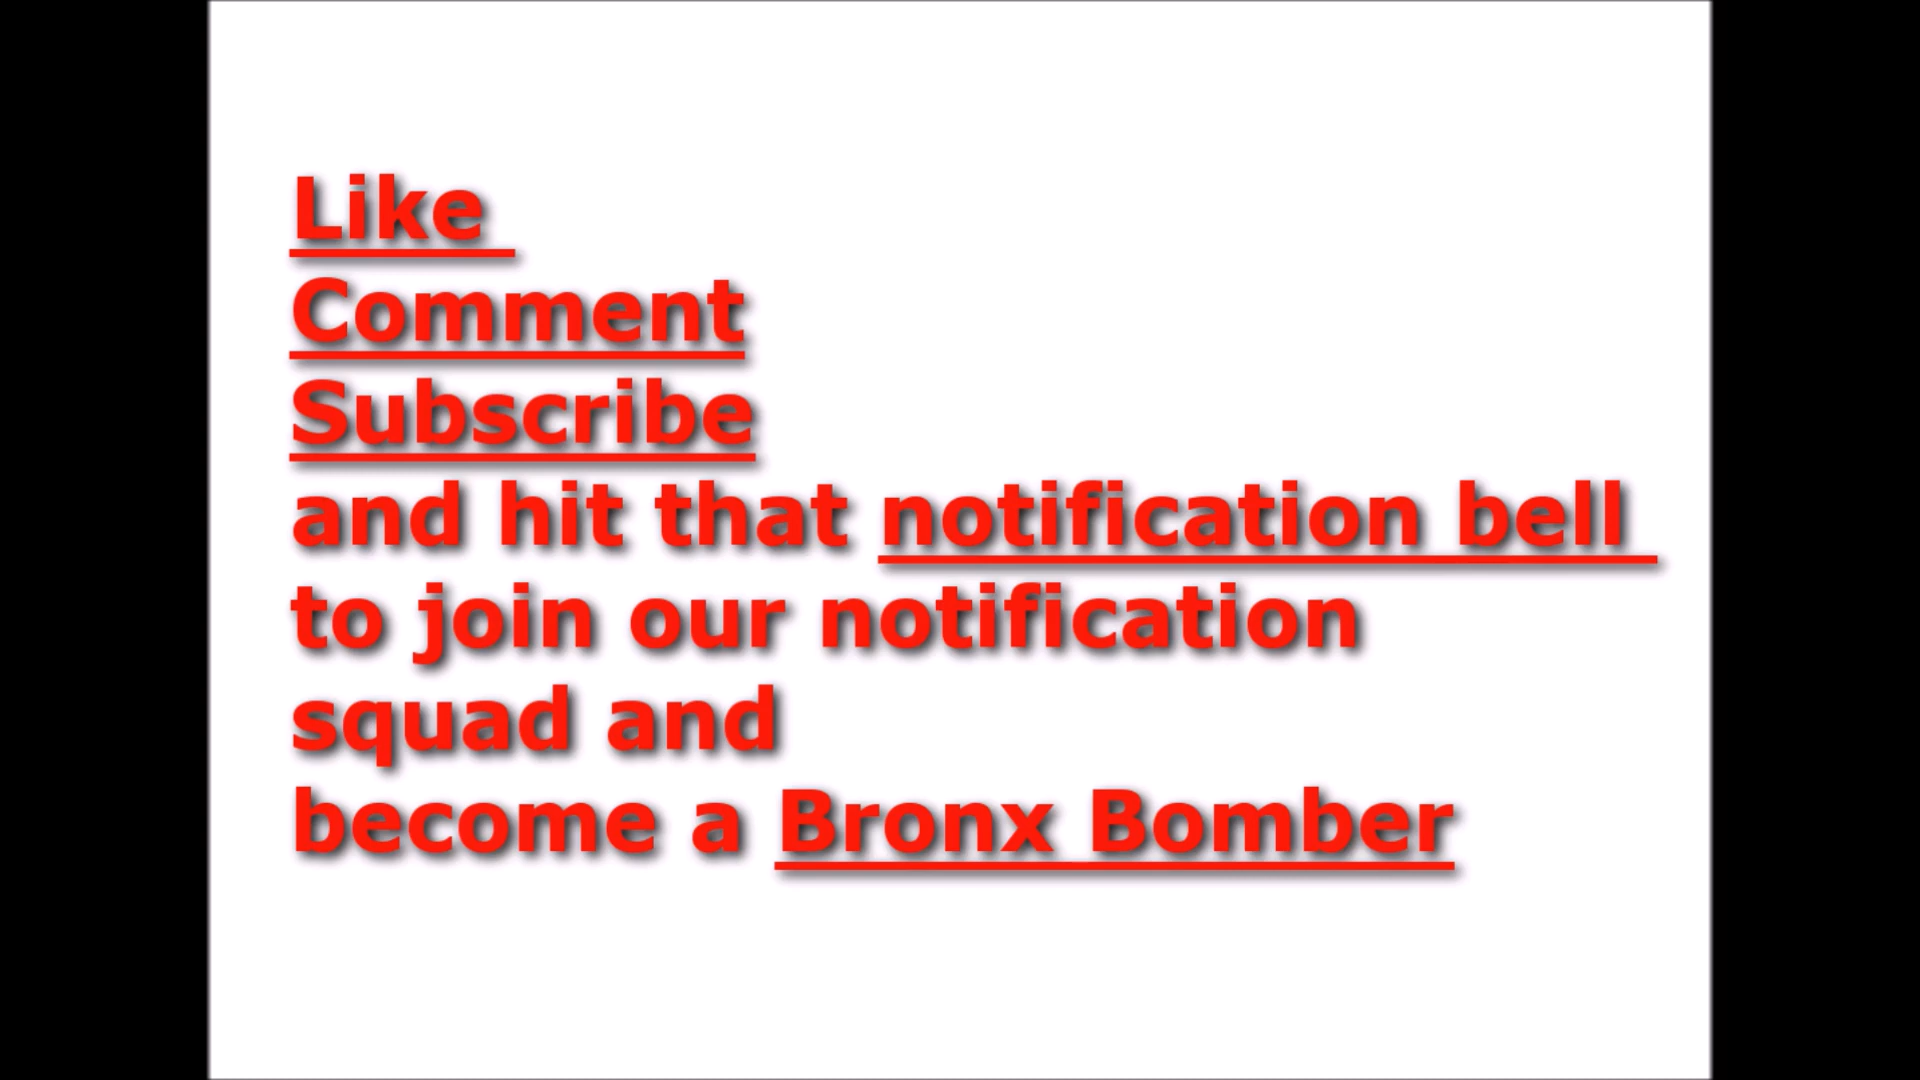 Like
Comment
Subscribe
and hit that notification bell
to join our notification
squad and
become a Bronx Bomber